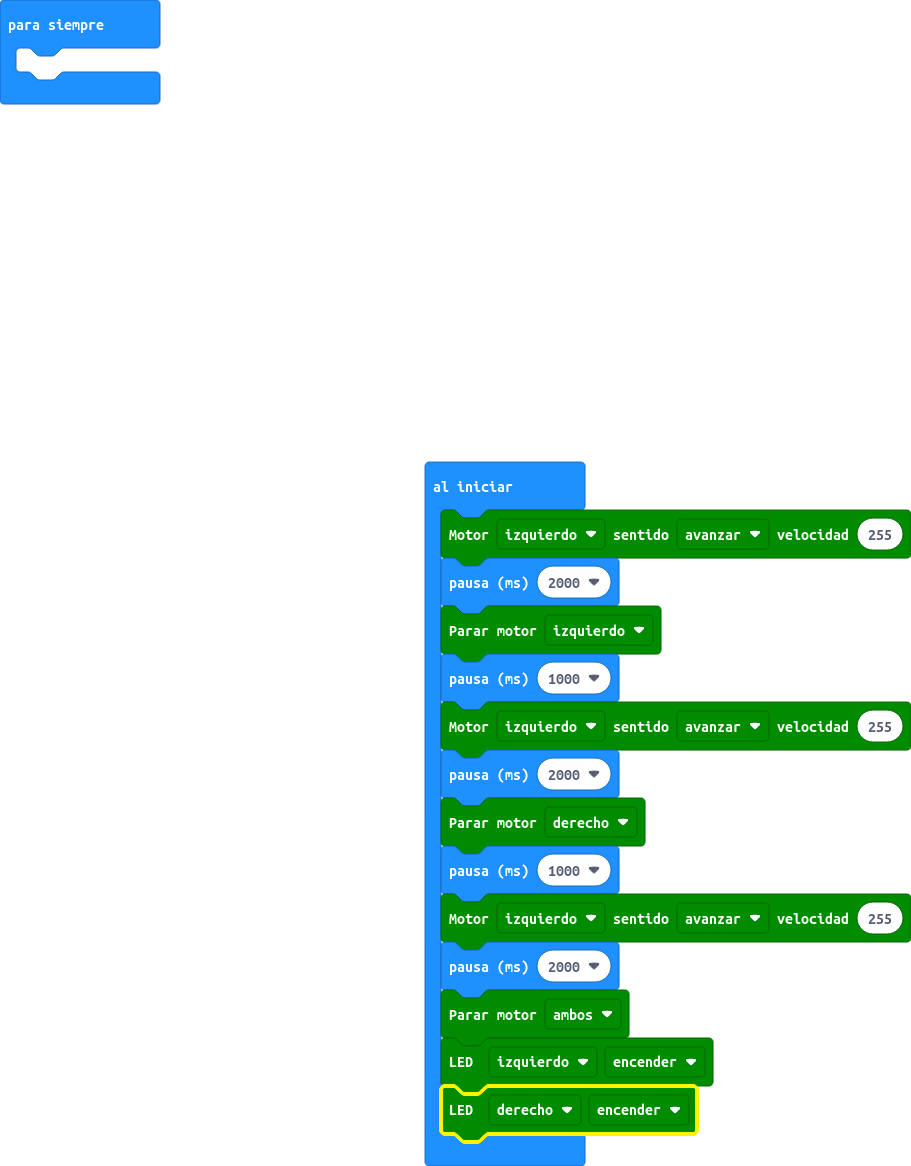 para siempre
al iniciar
Motor izquierdo sentido avanzar velocidad 255
pausa (ms) 2000
Parar motor izquierdo
pausa (ms) 1000
Motor izquierdo sentido avanzar velocidad 255
pausa (ms) 2000
Parar motor derecho
pausa (ms) 1000
Motor izquierdo sentido avanzar velocidad 255
pausa (ms) 2000
Parar motor ambos
LED izquierdo encender
LED derecho encender